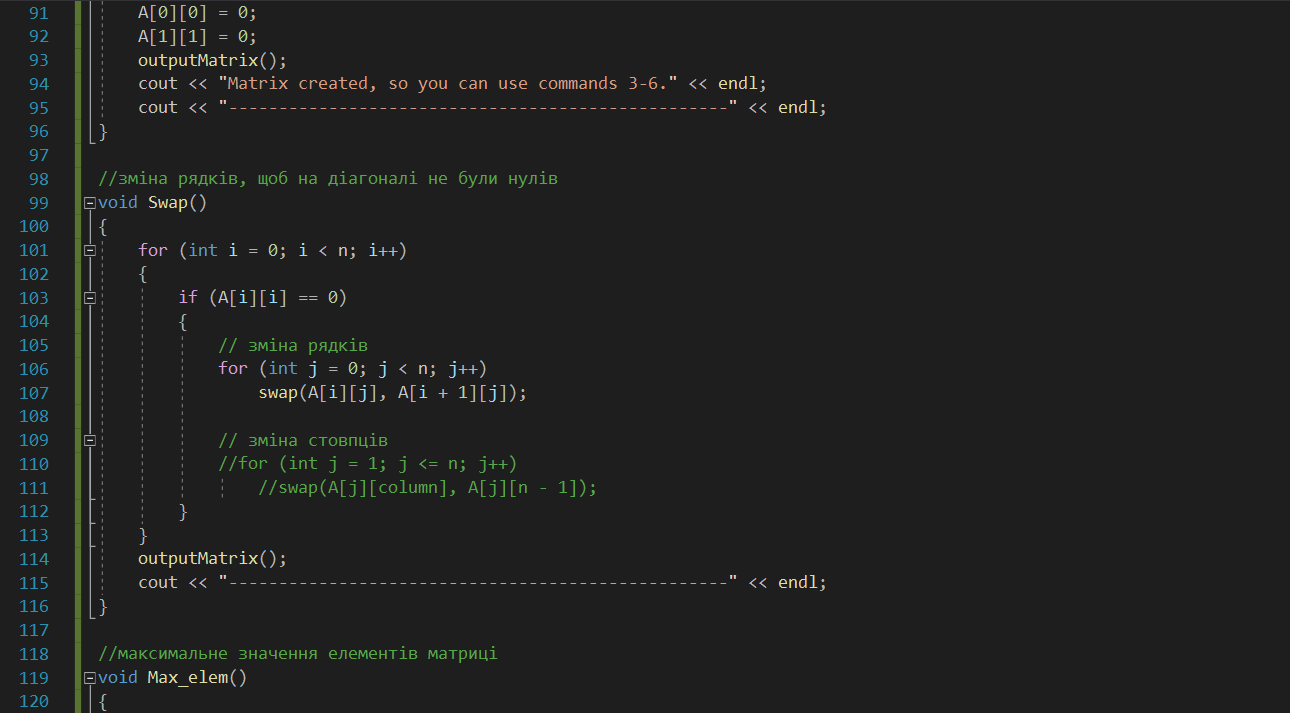 91 A[0][0] = 0;
92 A[1][1] = 0;
93 outputMatrix();
94 cout << "Matrix created, so you can use commands 3-6." << endl;
95 cout << "--------------------------------------------------" << endl;
96 }
97
98 //зміна рядків, щоб на діагоналі не були нулів
99 void Swap()
100 {
101 for (int i = 0; i < n; i++)
102 {
103 if (A[i][i] == 0)
104 {
105 // зміна рядків
106 for (int j = 0; j < n; j++)
107 swap(A[i][j], A[i + 1][j]);
108
109 // зміна стовпців
110 //for (int j = 1; j <= n; j++)
111 //swap(A[j][column], A[j][n - 1]);
112 }
113 }
114 outputMatrix();
115 cout << "--------------------------------------------------" << endl;
116 }
117
118 //максимальне значення елементів матриці
119 void Max_elem()
120 {